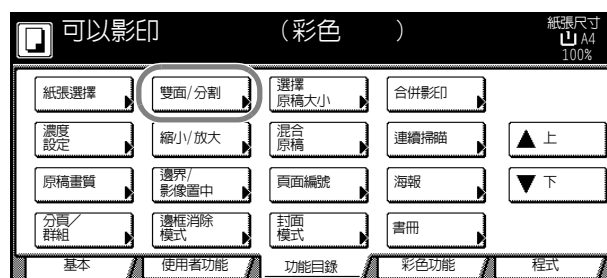 可以影印 （彩色 ）
紙張尺寸
A4
100%
紙張選擇 雙面/分割 選擇
原稿大小 合併影印
濃度
設定 縮小/放大 混合
原稿 連續掃瞄 上
原稿畫質 邊界/
影像置中 頁面編號 海報 下
分頁/
群組 邊框消除
模式 封面
模式 書冊
基本 使用者功能 功能目錄 彩色功能 程式